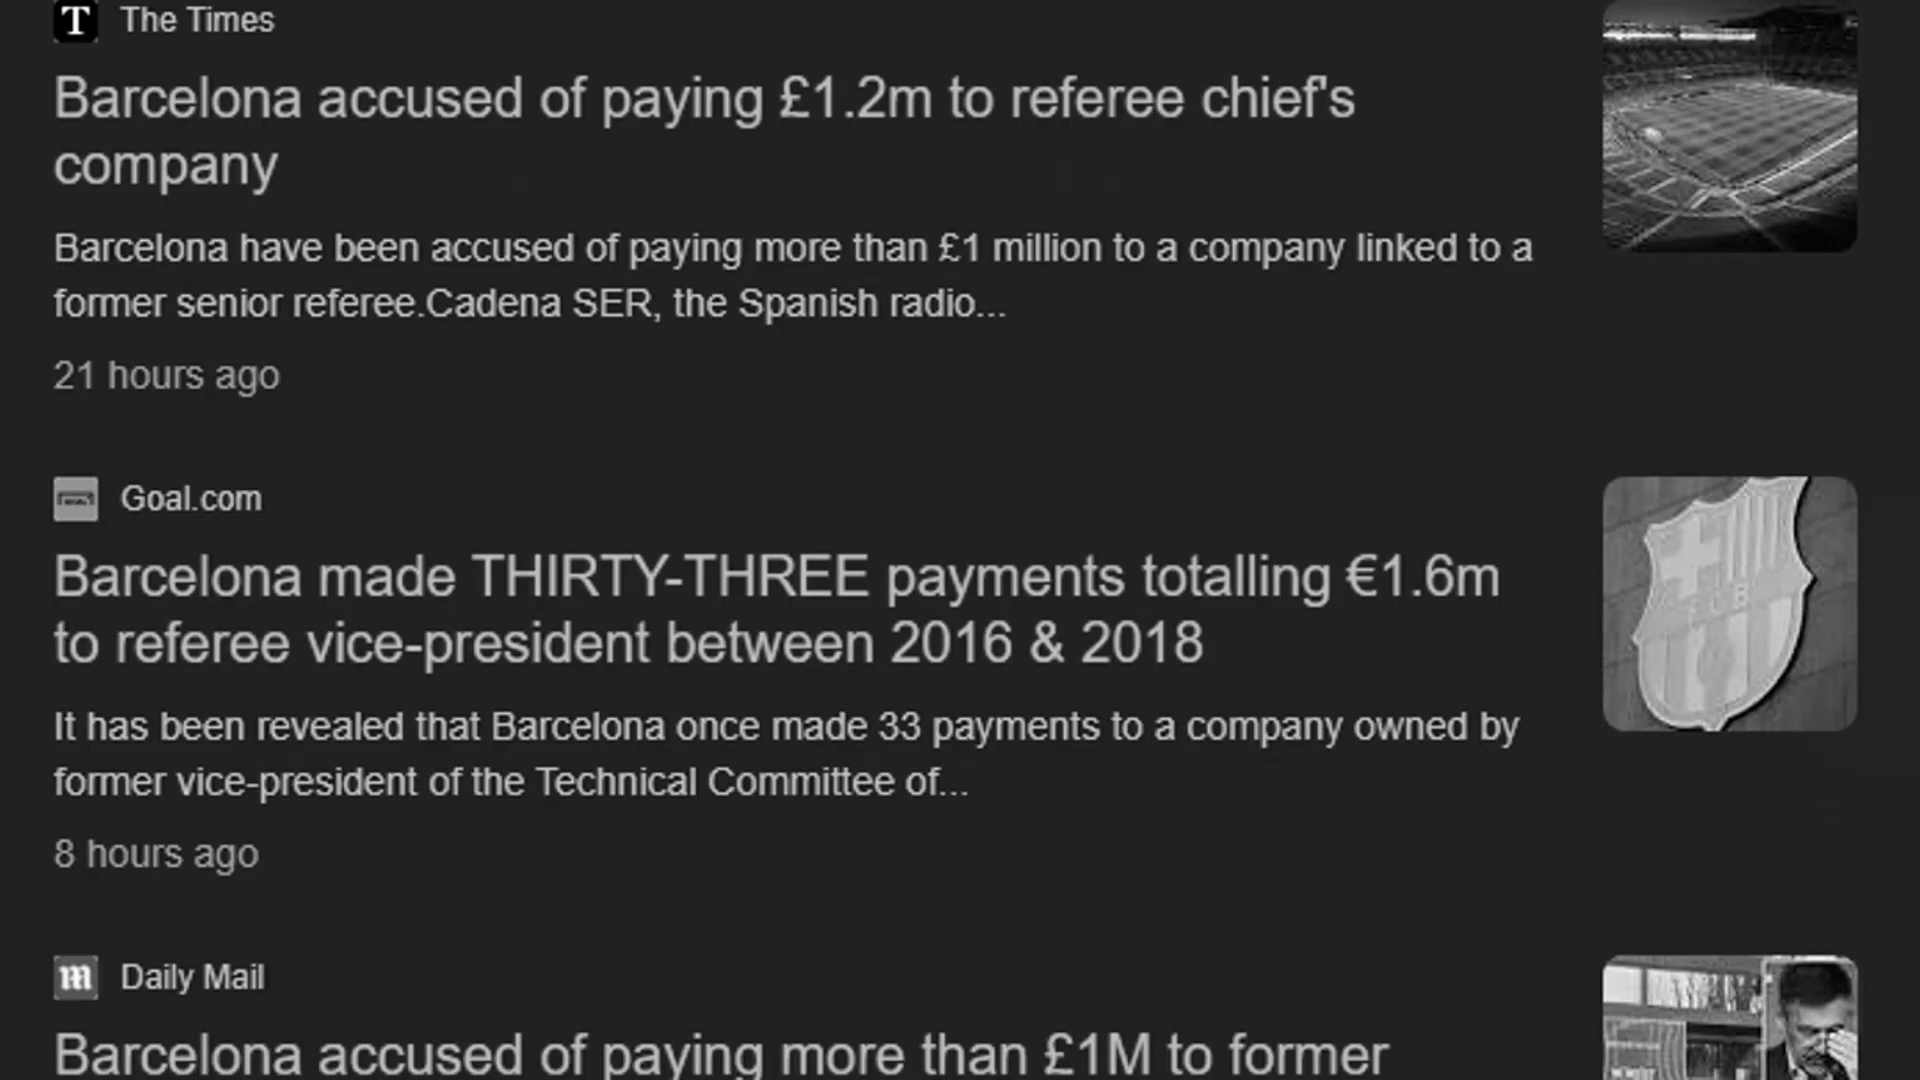 The Times
Barcelona accused of paying £1.2m to referee chief's
company
Barcelona have been accused of paying more than £1 million to a company linked to a
former senior referee.Cadena SER, the Spanish radio...
21 hours ago
Goal.com
Barcelona made THIRTY-THREE payments totalling €1.6m
to referee vice-president between 2016 & 2018
It has been revealed that Barcelona once made 33 payments to a company owned by
former vice-president of the Technical Committee of...
8 hours ago
FCB
Daily Mail
Barcelona accused of paying more than £1M to former